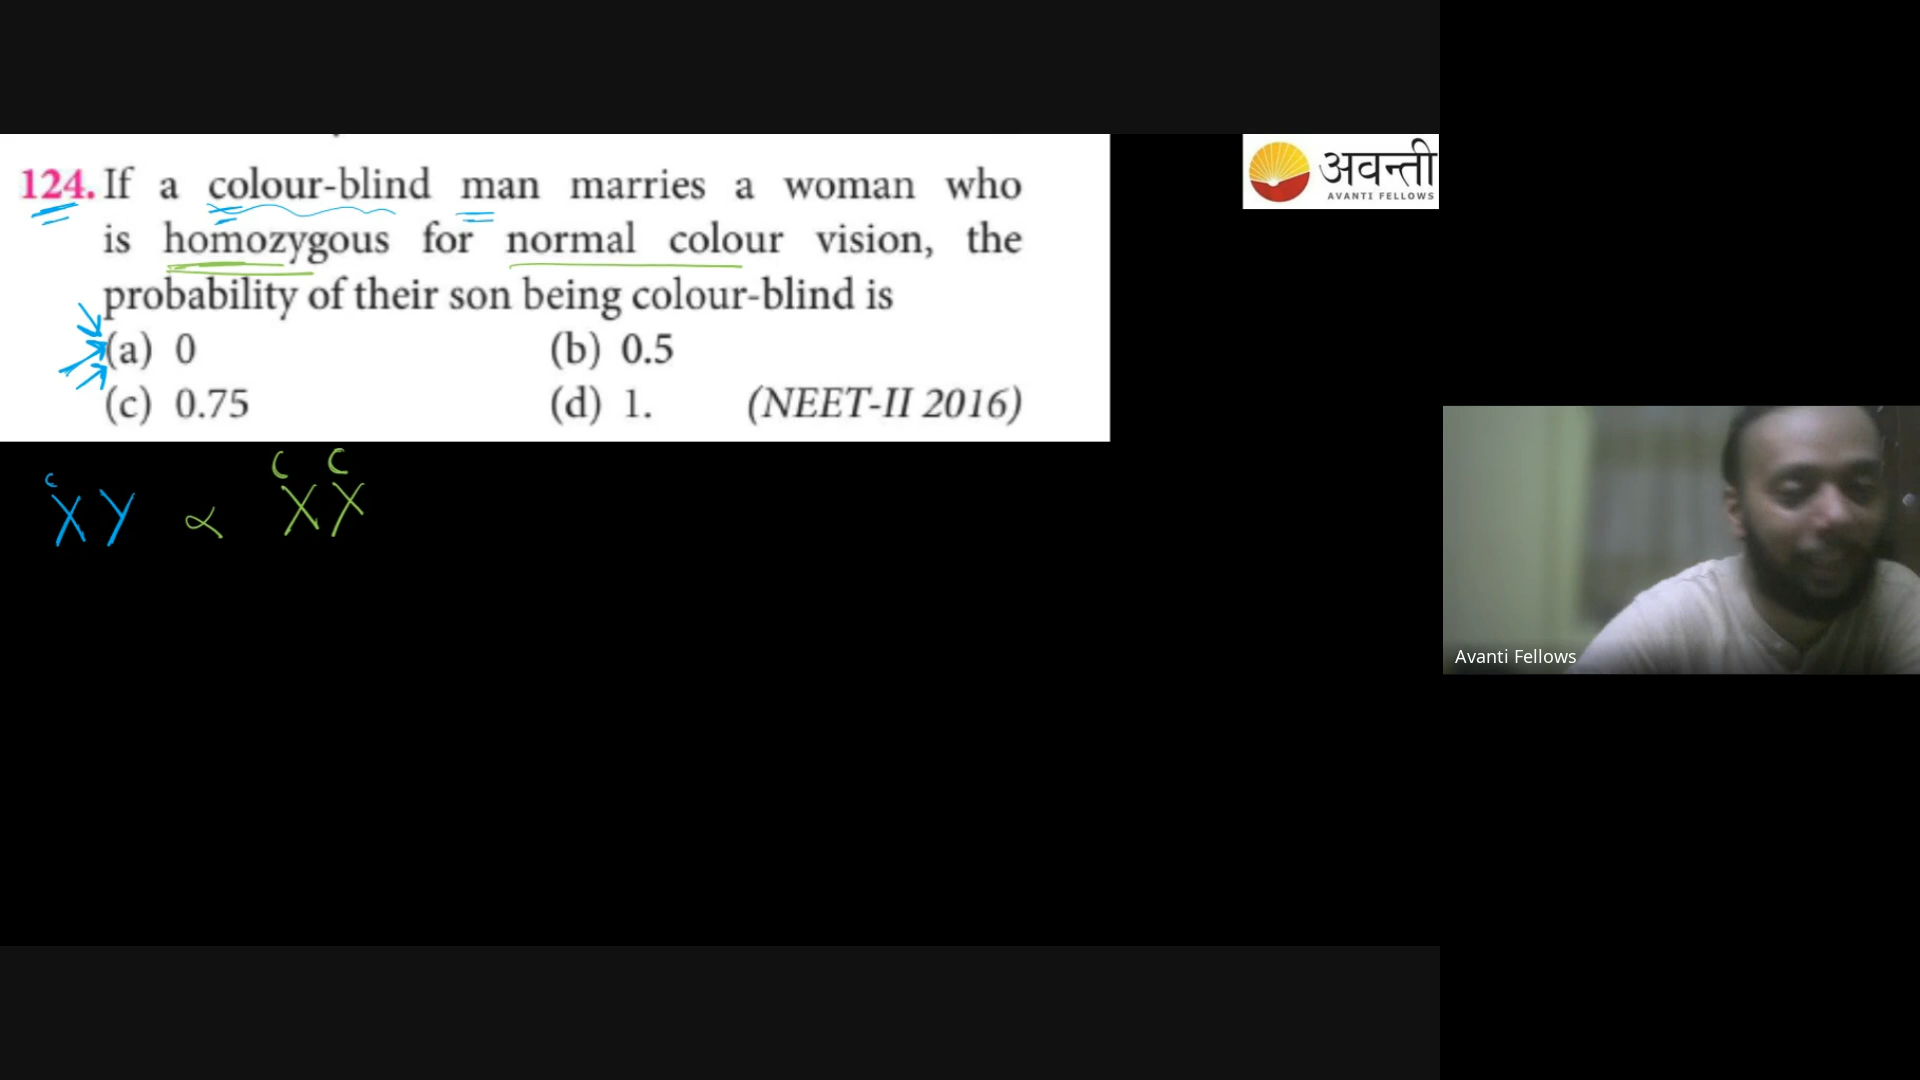 124. If a colour-blind man marries a woman who
is homozygous for normal colour vision, the
probability of their son being colour-blind is
(a) 0 (b) 0.5
(c) 0.75 (d) 1. (NEET-II 2016)
c c c
X Y ∝ X X
अवन्ती
AVANTI FELLOWS
Avanti Fellows